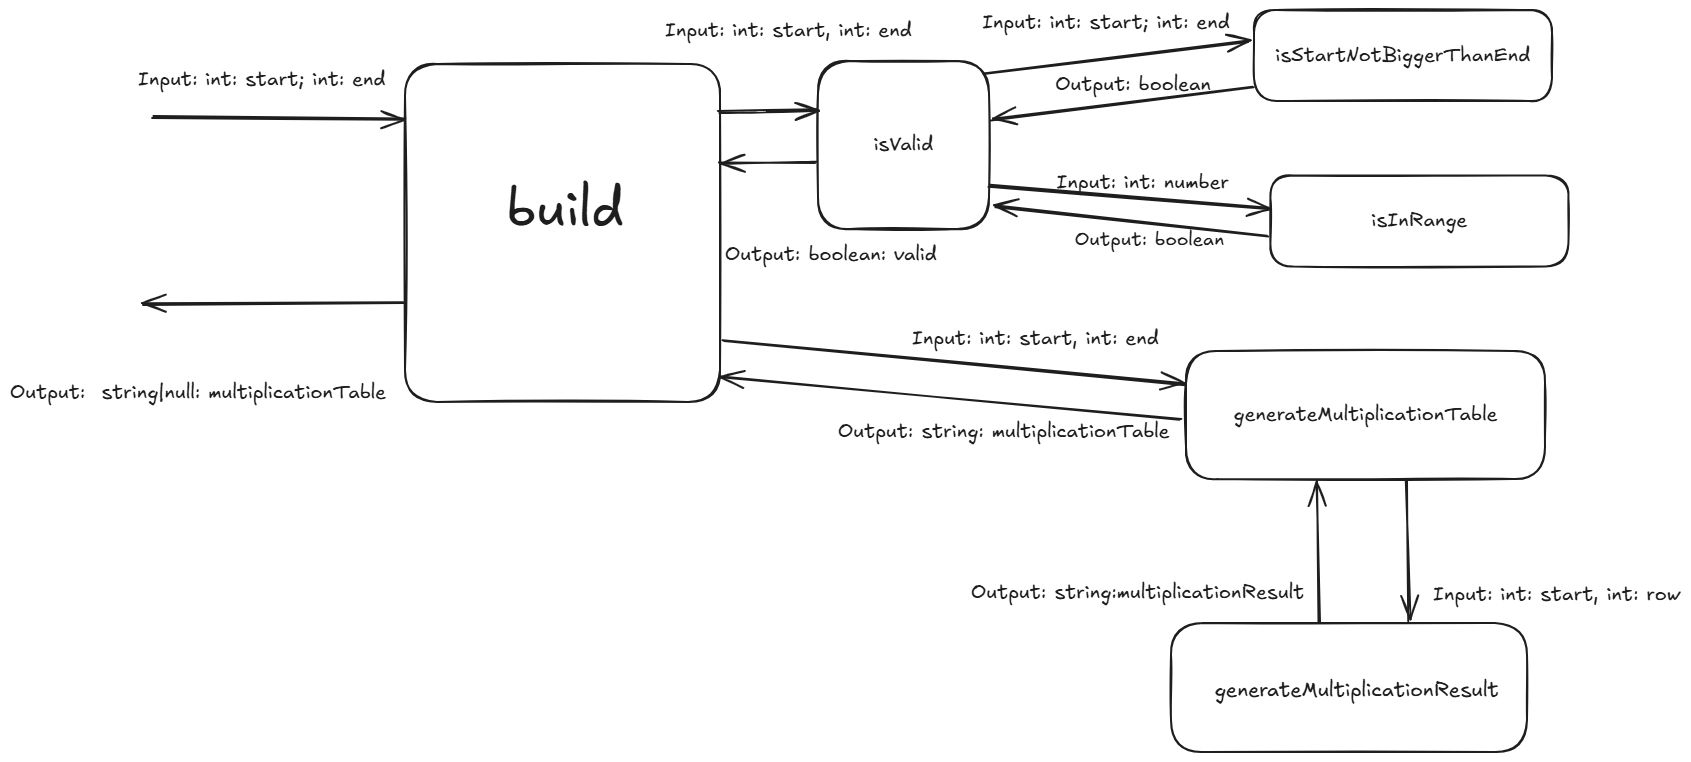 Input: int: start, int: end
Input: int: start; int: end
isStartNotBiggerThanEnd
Input: int: start; int: end
Output: boolean
isValid
Input: int: number
build
isInRange
Output: boolean
Output: boolean: valid
Input: int: start, int: end
Output: string|null: multiplicationTable
generateMultiplicationTable
Output: string: multiplicationTable
Output: string:multiplicationResult
Input: int: start, int: row
generateMultiplicationResult